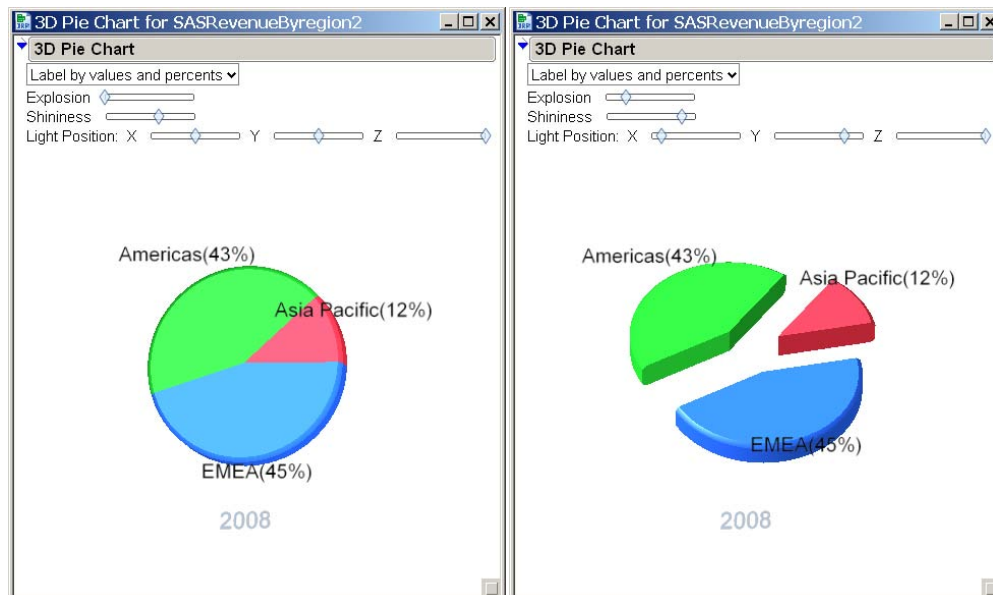 3D Pie Chart for SASRevenueByregion2
3D Pie Chart
Label by values and percents
Explosion
Shininess
Light Position: X Y Z
Americas(43%)
Asia Pacific(12%)
EMEA(45%)
2008
3D Pie Chart for SASRevenueByregion2
3D Pie Chart
Label by values and percents
Explosion
Shininess
Light Position: X Y Z
Americas(43%)
Asia Pacific(12%)
EMEA(45%)
2008